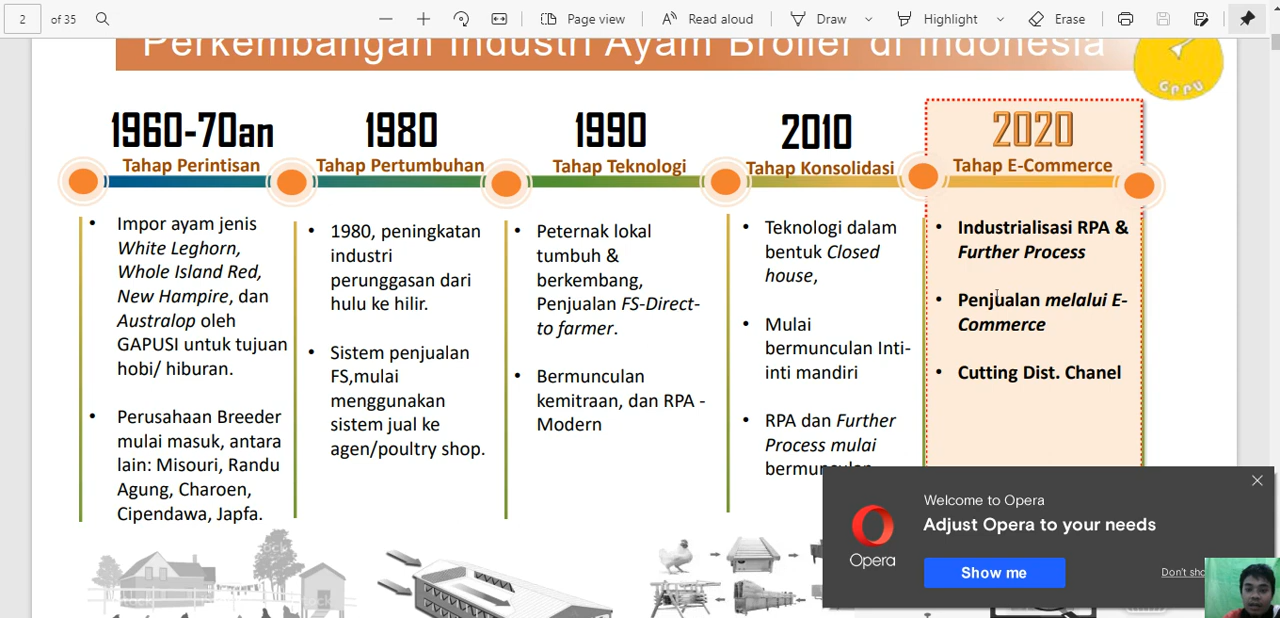 2 of 35 Page view Read aloud Draw Highlight Erase
Perkembangan Industri Ayam Broiler di Indonesia
GPPU
1960-70an
Tahap Perintisan
Impor ayam jenis
White Leghorn,
Whole Island Red,
New Hampire, dan
Australop oleh
GAPUSI untuk tujuan
hobi/ hiburan.
Perusahaan Breeder
mulai masuk, antara
lain: Misouri, Randu
Agung, Charoen,
Cipendawa, Japfa.
1980
Tahap Pertumbuhan
1980, peningkatan
industri
perunggasan dari
hulu ke hilir.
Sistem penjualan
FS,mulai
menggunakan
sistem jual ke
agen/poultry shop.
1990
Tahap Teknologi
Peternak lokal
tumbuh &
berkembang,
Penjualan FS-Direct-
to farmer.
Bermunculan
kemitraan, dan RPA -
Modern
2010
Tahap Konsolidasi
Teknologi dalam
bentuk Closed
house,
Mulai
bermunculan Inti-
inti mandiri
RPA dan Further
Process mulai
bermunculan
2020
Tahap E-Commerce
Industrialisasi RPA &
Further Process
Penjualan melalui E-
Commerce
Cutting Dist. Chanel
Welcome to Opera
Adjust Opera to your needs
Opera
Show me
Don't sho